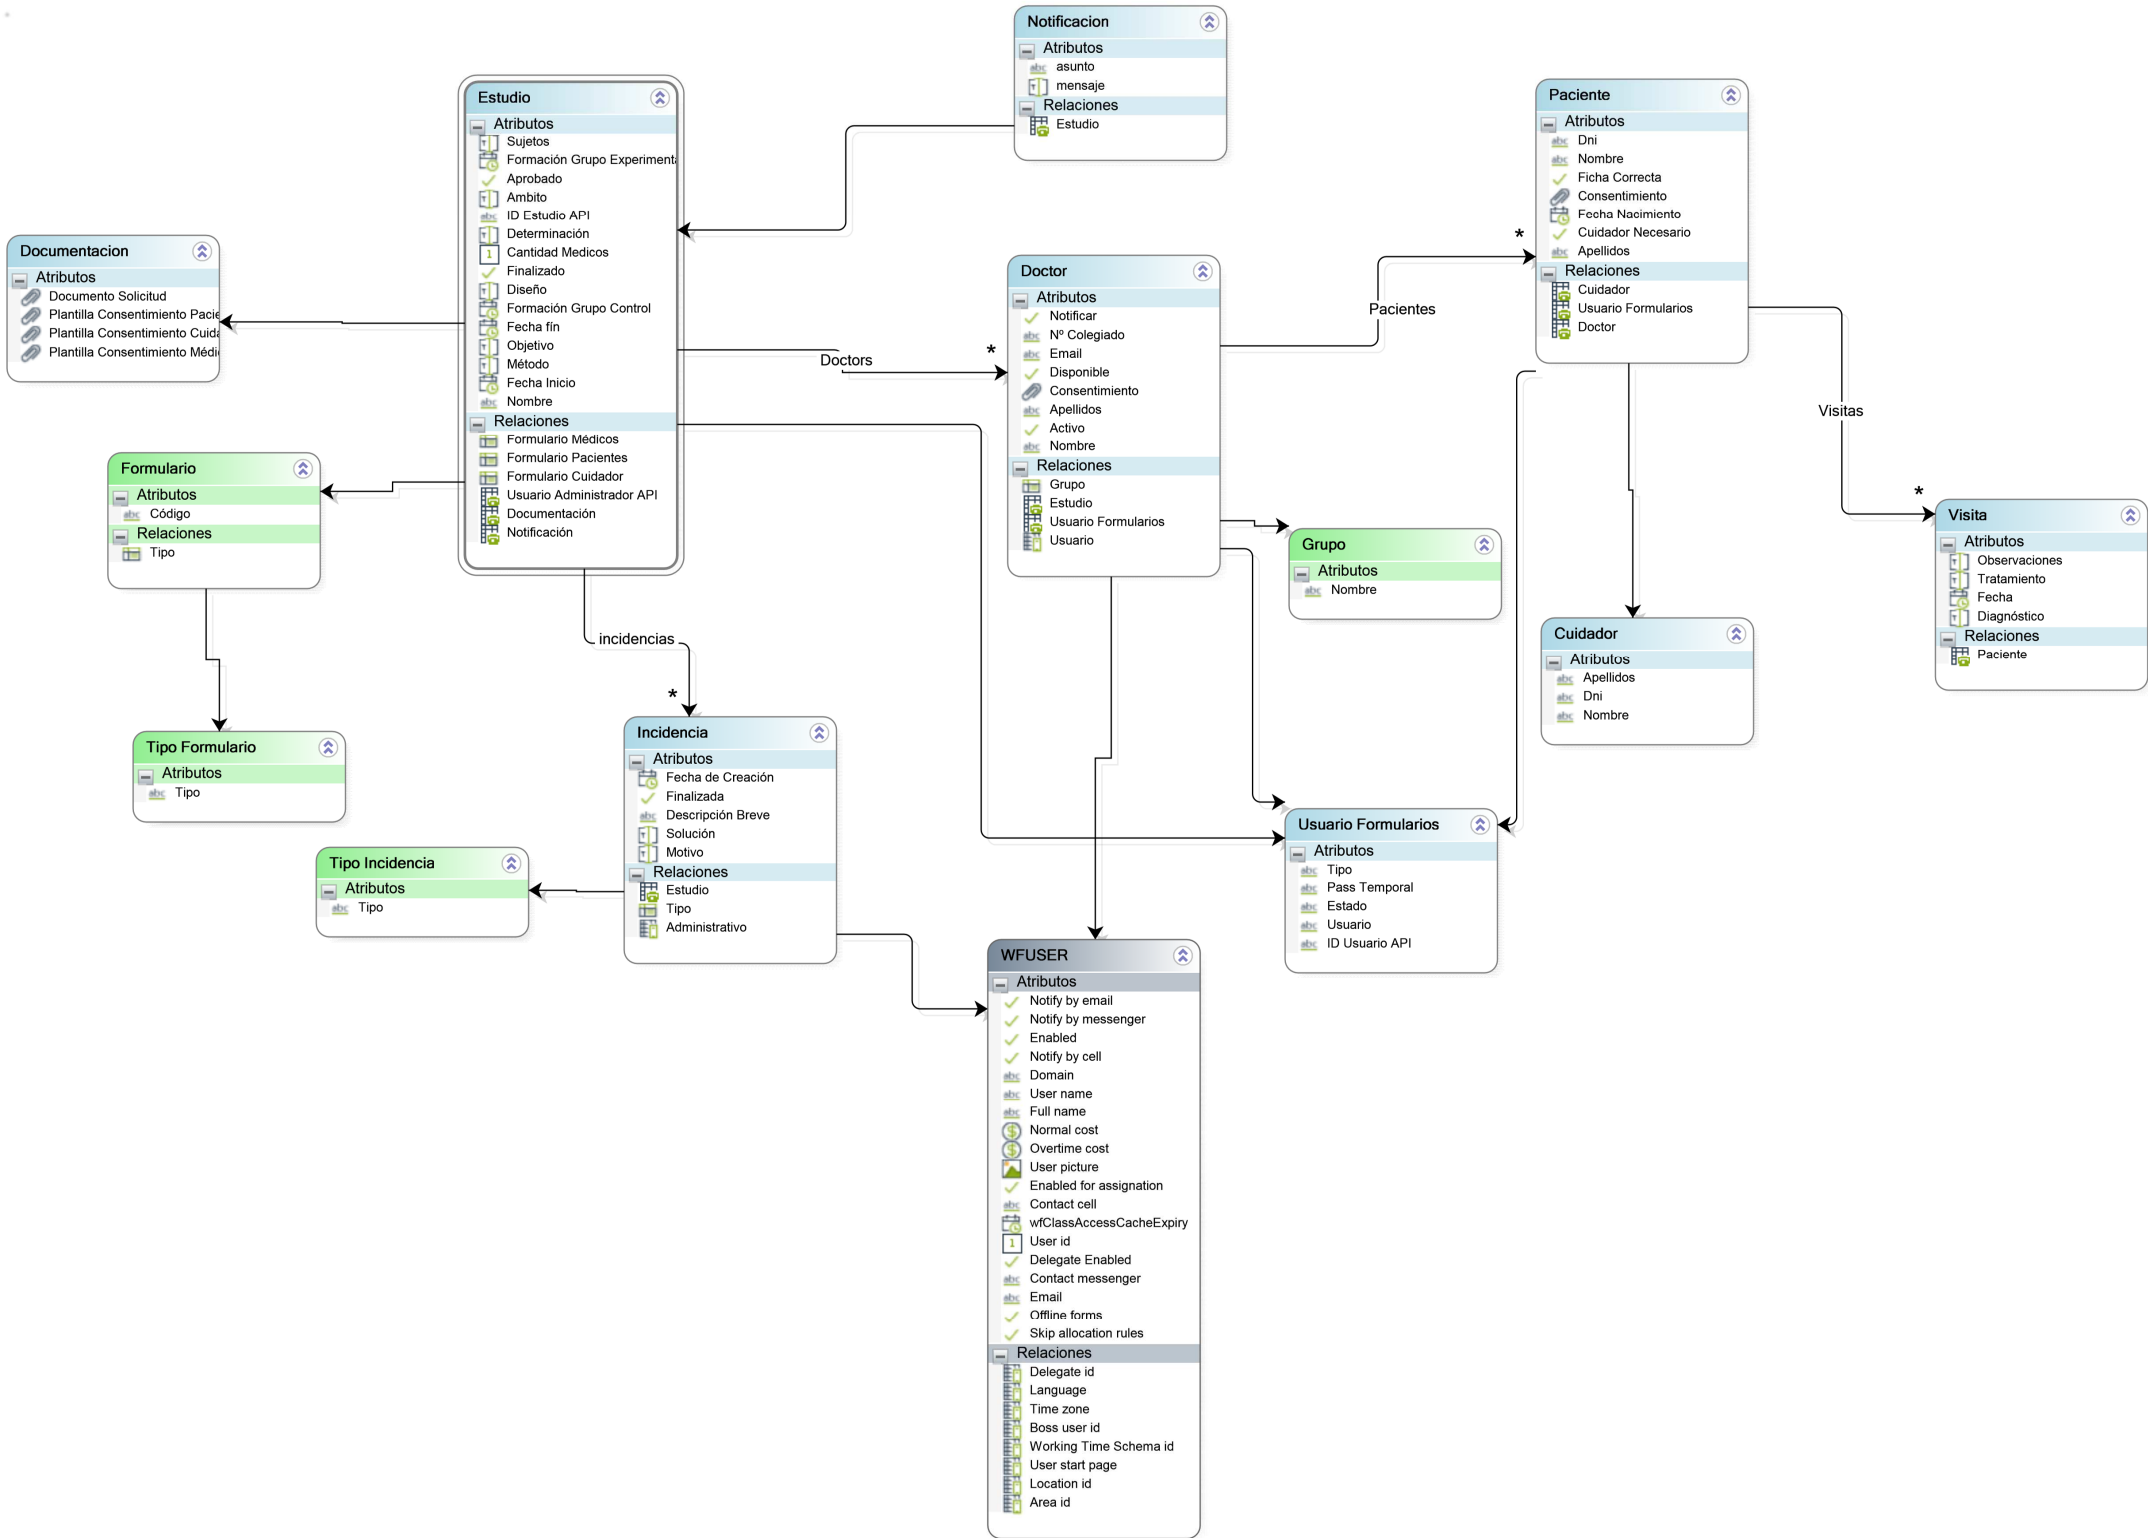 Notificacion
Atributos
asunto
mensaje
Relaciones
Estudio
Estudio
Atributos
Sujetos
Formación Grupo Experiment
Aprobado
Ambito
ID Estudio API
Determinación
Cantidad Medicos
Finalizado
Diseño
Formación Grupo Control
Fecha fín
Objetivo
Método
Fecha Inicio
Nombre
Relaciones
Formulario Médicos
Formulario Pacientes
Formulario Cuidador
Usuario Administrador API
Documentación
Notificación
Paciente
Atributos
Dni
Nombre
Ficha Correcta
Consentimiento
Fecha Nacimiento
Cuidador Necesario
Apellidos
Relaciones
Cuidador
Usuario Formularios
Doctor
Documentacion
Atributos
Documento Solicitud
Plantilla Consentimiento Pacie
Plantilla Consentimiento Cuida
Plantilla Consentimiento Médi
Doctor
Atributos
Notificar
Nº Colegiado
Email
Disponible
Consentimiento
Apellidos
Activo
Nombre
Relaciones
Grupo
Estudio
Usuario Formularios
Usuario
*
Pacientes
*
Doctors
Visitas
*
Formulario
Atributos
Código
Relaciones
Tipo
Grupo
Atributos
Nombre
Visita
Atributos
Observaciones
Tratamiento
Fecha
Diagnóstico
Relaciones
Paciente
Cuidador
Atributos
Apellidos
Dni
Nombre
incidencias
*
Tipo Formulario
Atributos
Tipo
Incidencia
Atributos
Fecha de Creación
Finalizada
Descripción Breve
Solución
Motivo
Relaciones
Estudio
Tipo
Administrativo
Tipo Incidencia
Atributos
Tipo
Usuario Formularios
Atributos
Tipo
Pass Temporal
Estado
Usuario
ID Usuario API
WFUSER
Atributos
Notify by email
Notify by messenger
Enabled
Notify by cell
Domain
User name
Full name
Normal cost
Overtime cost
User picture
Enabled for assignation
Contact cell
wfClassAccessCacheExpiry
User id
Delegate Enabled
Contact messenger
Email
Offline forms
Skip allocation rules
Relaciones
Delegate id
Language
Time zone
Boss user id
Working Time Schema id
User start page
Location id
Area id